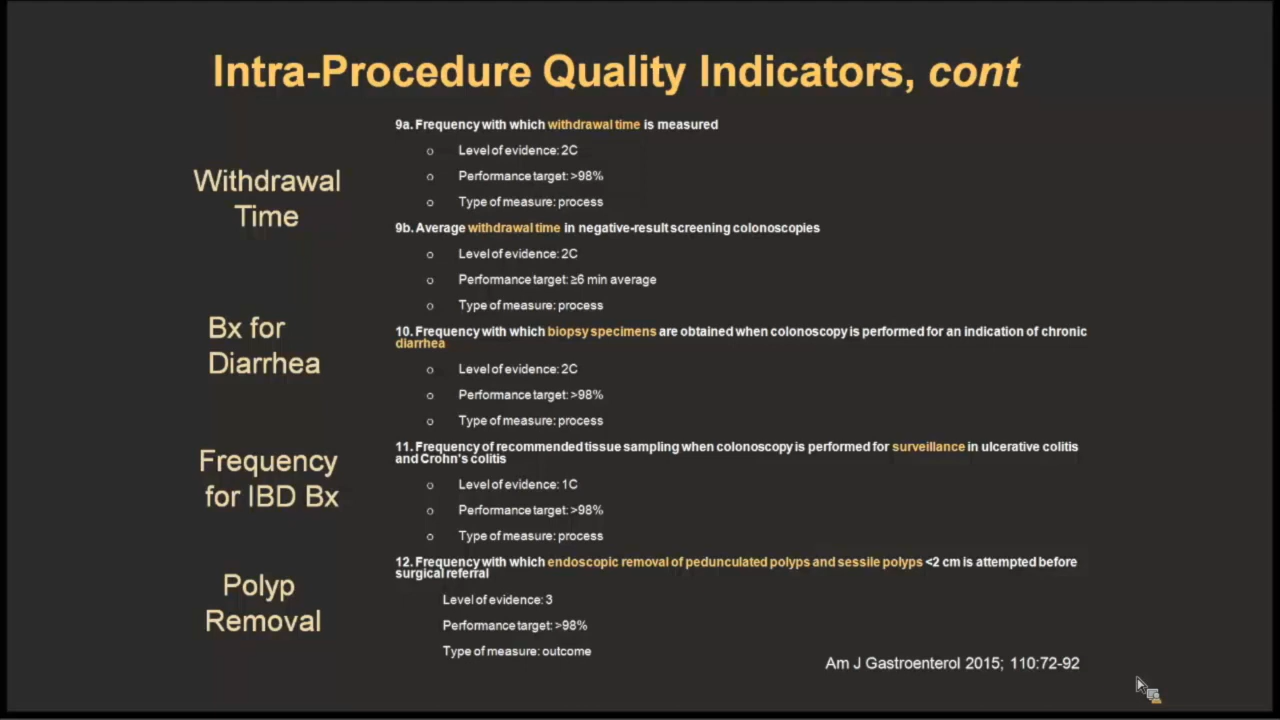 Intra-Procedure Quality Indicators, cont
Withdrawal
Time
9a. Frequency with which withdrawal time is measured
o Level of evidence: 2C
o Performance target: >98%
o Type of measure: process
9b. Average withdrawal time in negative-result screening colonoscopies
o Level of evidence: 2C
o Performance target: ≥6 min average
o Type of measure: process
Bx for
Diarrhea
10. Frequency with which biopsy specimens are obtained when colonoscopy is performed for an indication of chronic
diarrhea
o Level of evidence: 2C
o Performance target: >98%
o Type of measure: process
Frequency
for IBD Bx
11. Frequency of recommended tissue sampling when colonoscopy is performed for surveillance in ulcerative colitis
and Crohn's colitis
o Level of evidence: 1C
o Performance target: >98%
o Type of measure: process
Polyp
Removal
12. Frequency with which endoscopic removal of pedunculated polyps and sessile polyps <2 cm is attempted before
surgical referral
Level of evidence: 3
Performance target: >98%
Type of measure: outcome
Am J Gastroenterol 2015; 110:72-92